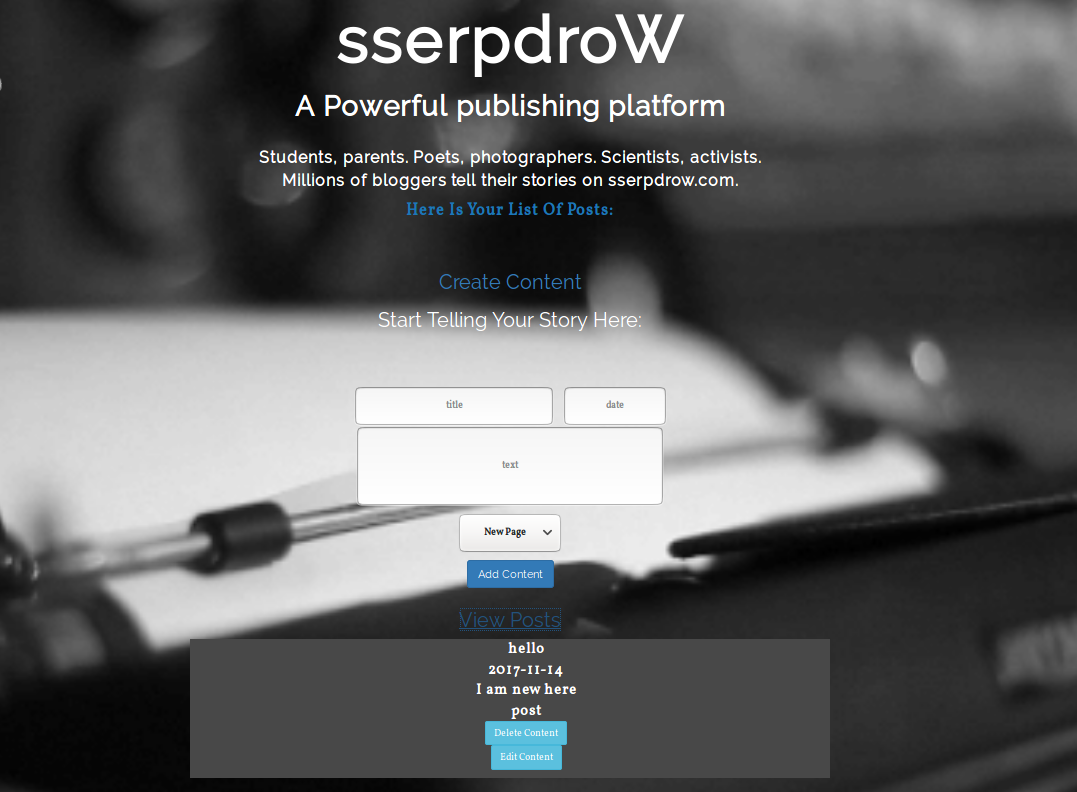 sserpdroW
A Powerful publishing platform
Students, parents. Poets, photographers. Scientists, activists.
Millions of bloggers tell their stories on sserpdrow.com.
Here Is Your List Of Posts:
Create Content
Start Telling Your Story Here:
title date
text
New Page
Add Content
View Posts
hello
2017-11-14
I am new here
post
Delete Content
Edit Content